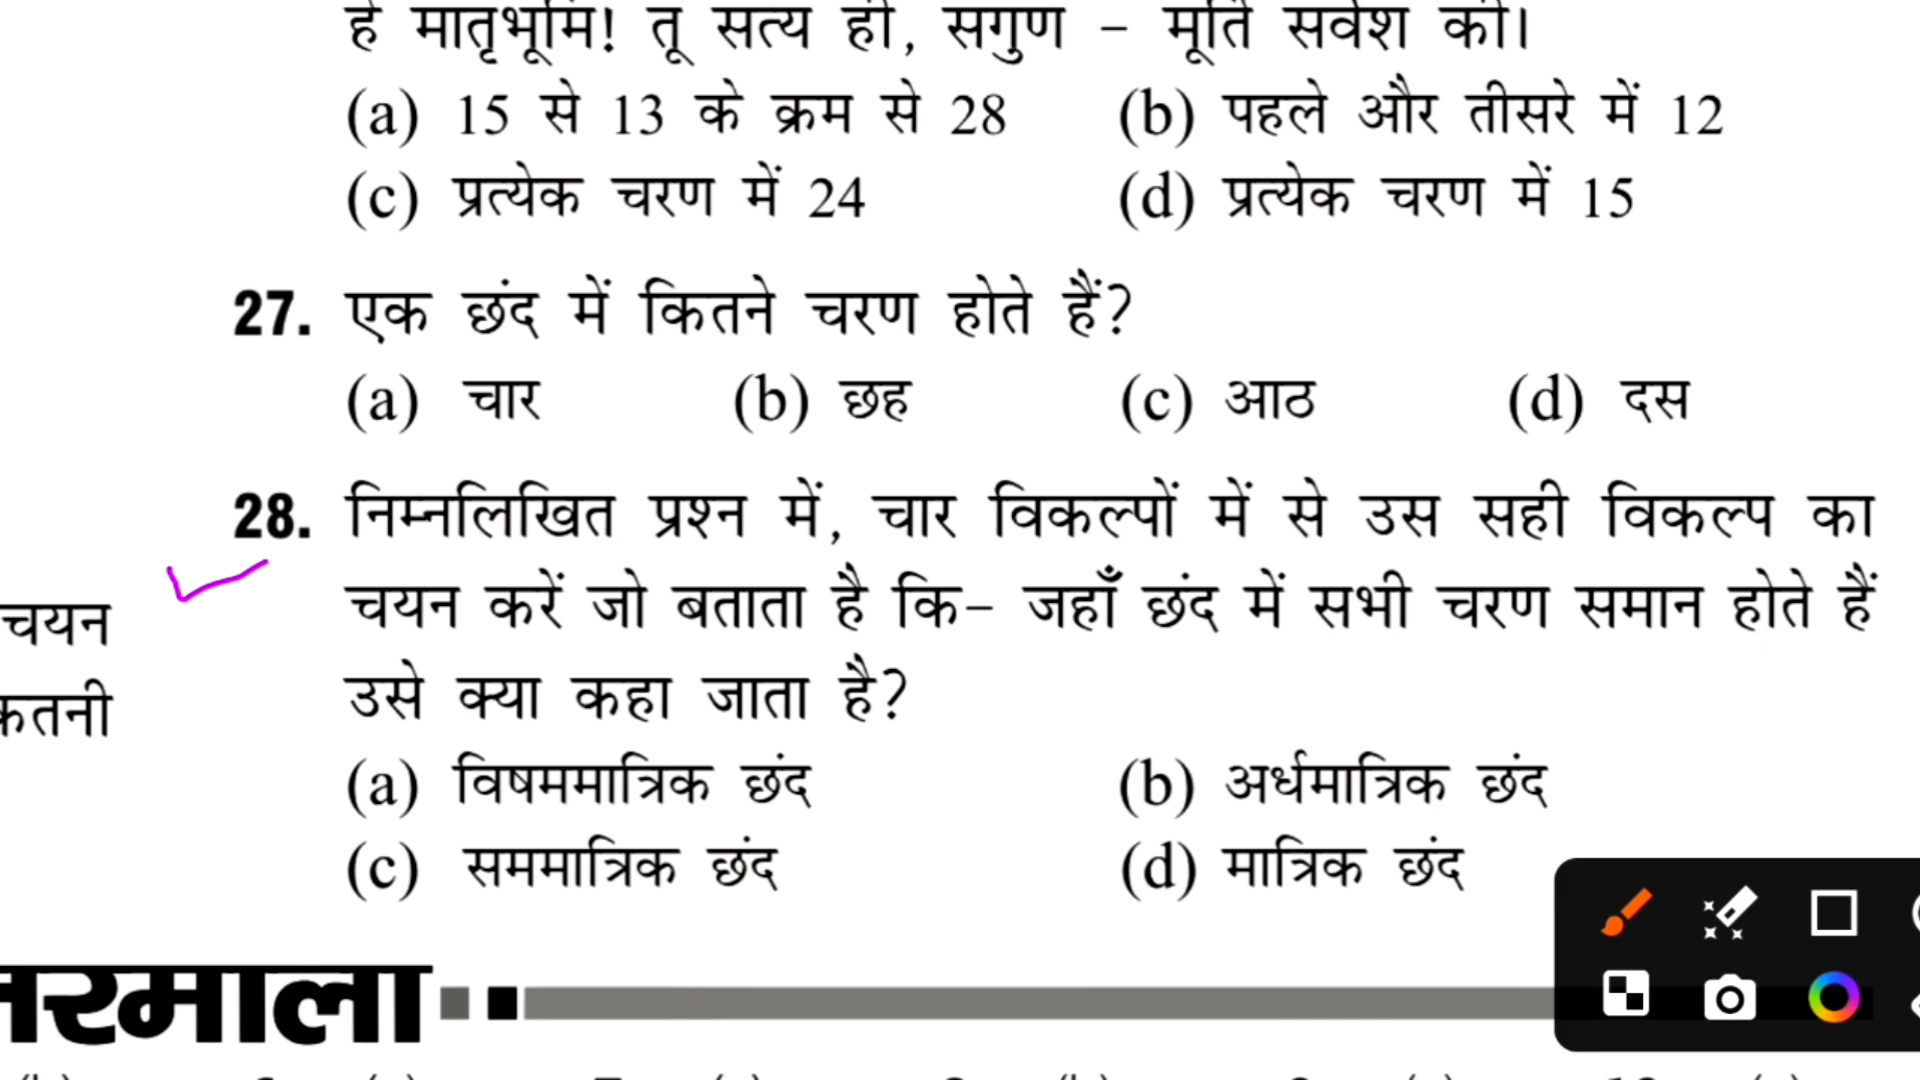 हे मातृभूमि! तू सत्य ही, सगुण – मूर्ति सर्वेश की।
(a) 15 से 13 के क्रम से 28 (b) पहले और तीसरे में 12
(c) प्रत्येक चरण में 24 (d) प्रत्येक चरण में 15
27. एक छंद में कितने चरण होते हैं?
(a) चार (b) छह (c) आठ (d) दस
28. निम्नलिखित प्रश्न में, चार विकल्पों में से उस सही विकल्प का
चयन करें जो बताता है कि– जहाँ छंद में सभी चरण समान होते हैं
उसे क्या कहा जाता है?
(a) विषममात्रिक छंद (b) अर्धमात्रिक छंद
(c) सममात्रिक छंद (d) मात्रिक छंद
चयन
कतनी
तरमाला